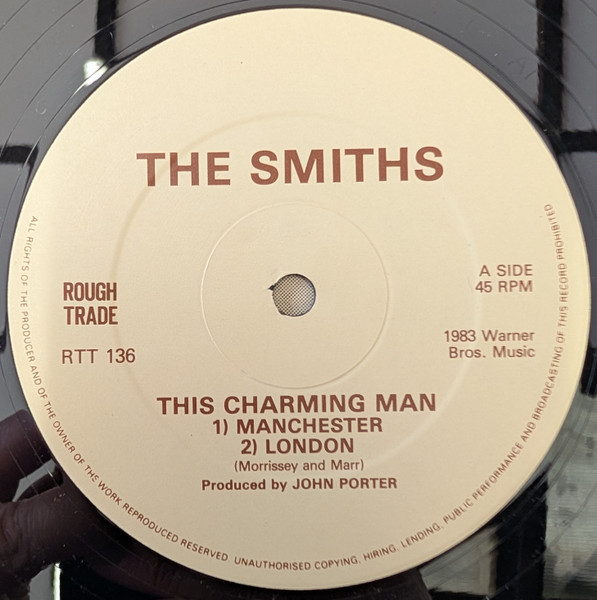 THE SMITHS
ROUGH
TRADE
RTT 136
A SIDE
45 RPM
1983 Warner
Bros. Music
THIS CHARMING MAN
1) MANCHESTER
2) LONDON
(Morrissey and Marr)
Produced by JOHN PORTER
ALL RIGHTS OF THE PRODUCER AND OF THE OWNER OF THE WORK REPRODUCED RESERVED. UNAUTHORISED COPYING, HIRING, LENDING, PUBLIC PERFORMANCE AND BROADCASTING OF THIS RECORD PROHIBITED